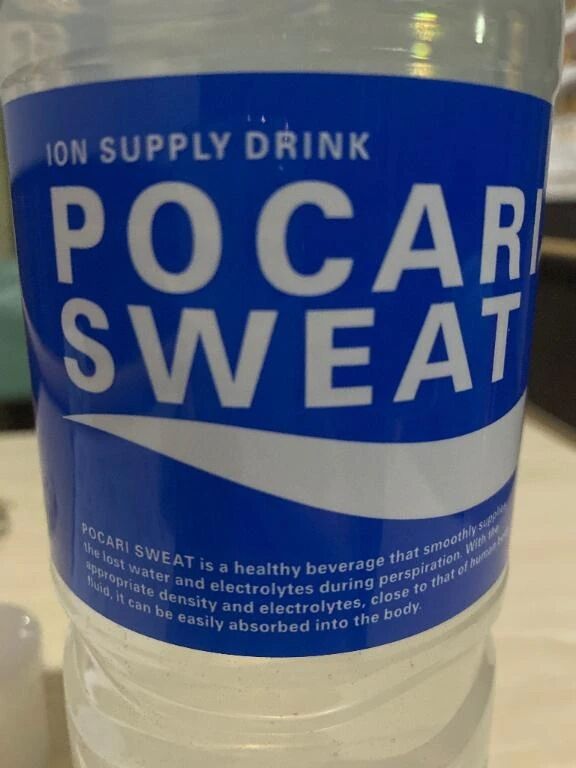 ION SUPPLY DRINK
POCARI
SWEAT
POCARI SWEAT is a healthy beverage that smoothly supplies
the lost water and electrolytes during perspiration. With the
appropriate density and electrolytes, close to that of human body
fluid, it can be easily absorbed into the body.